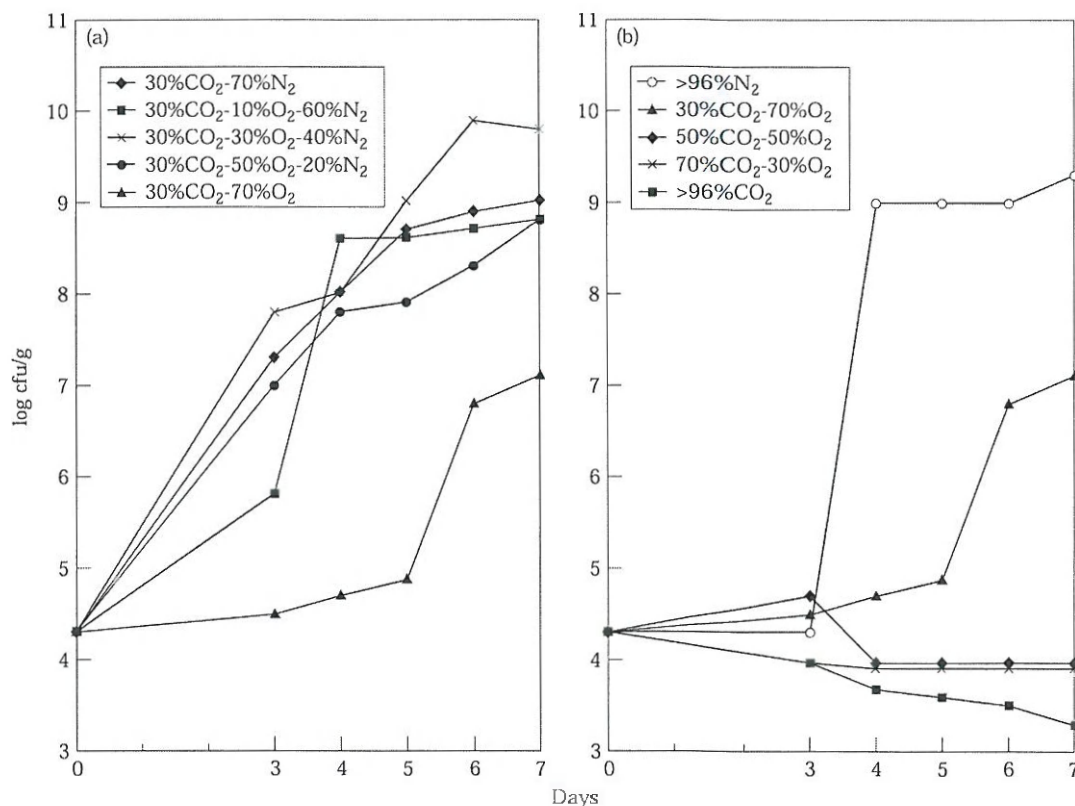 (a)
30%CO₂-70%N₂
30%CO₂-10%O₂-60%N₂
30%CO₂-30%O₂-40%N₂
30%CO₂-50%O₂-20%N₂
30%CO₂-70%O₂
(b)
>96%N₂
30%CO₂-70%O₂
50%CO₂-50%O₂
70%CO₂-30%O₂
>96%CO₂
log cfu/g
11
10
9
8
7
6
5
4
3
11
10
9
8
7
6
5
4
3
0 3 4 5 6 7
0 3 4 5 6 7
Days